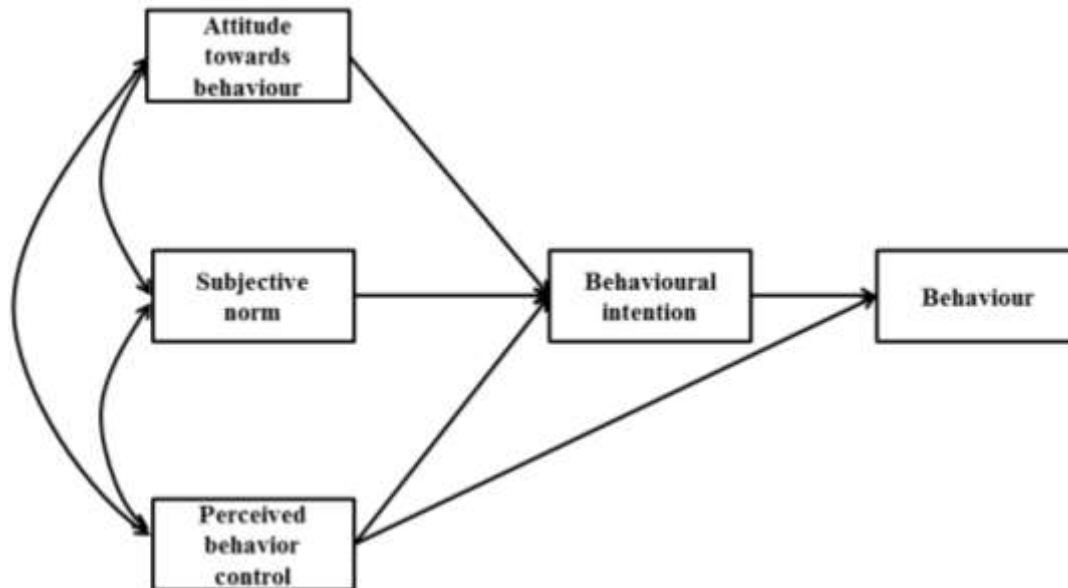 Attitude
towards
behaviour
Subjective
norm
Behavioural
intention
Behaviour
Perceived
behavior
control